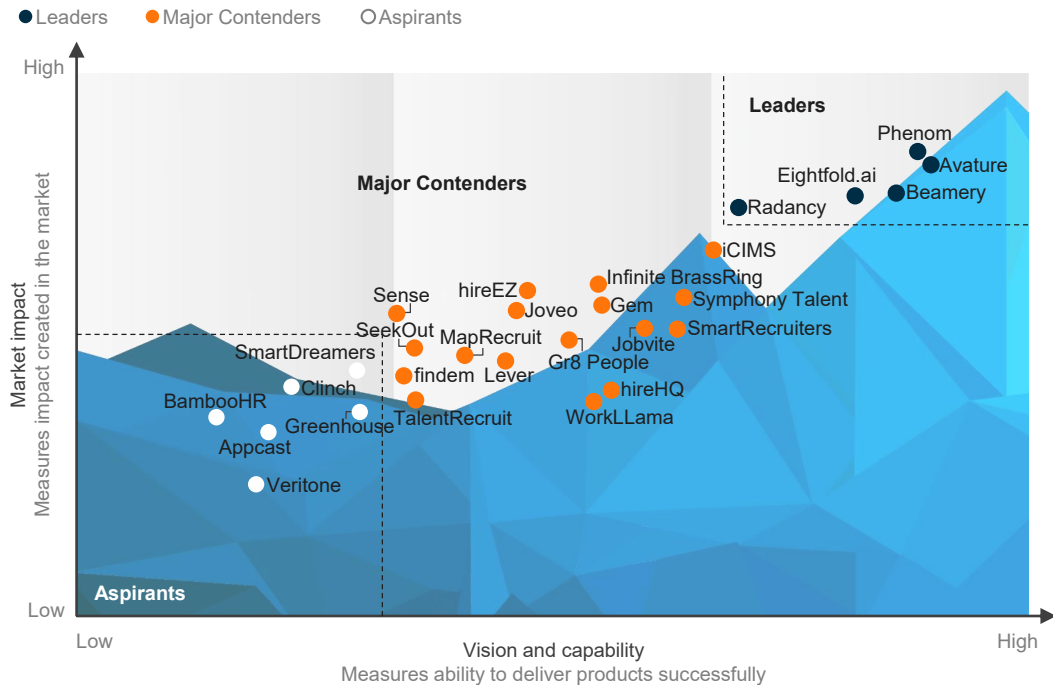 Leaders
Major Contenders
Aspirants
High
Leaders
Phenom
Avature
Eightfold.ai
Beamery
Major Contenders
Radancy
iCIMS
Infinite BrassRing
hireEZ
Sense
Symphony Talent
Joveo
Gem
SeekOut
MapRecruit
Jobvite
SmartRecruiters
SmartDreamers
Gr8 People
findem
Lever
Clinch
hireHQ
BambooHR
TalentRecruit
WorkLLama
Greenhouse
Appcast
Veritone
Aspirants
Market impact
Measures impact created in the market
Low
Low
High
Vision and capability
Measures ability to deliver products successfully